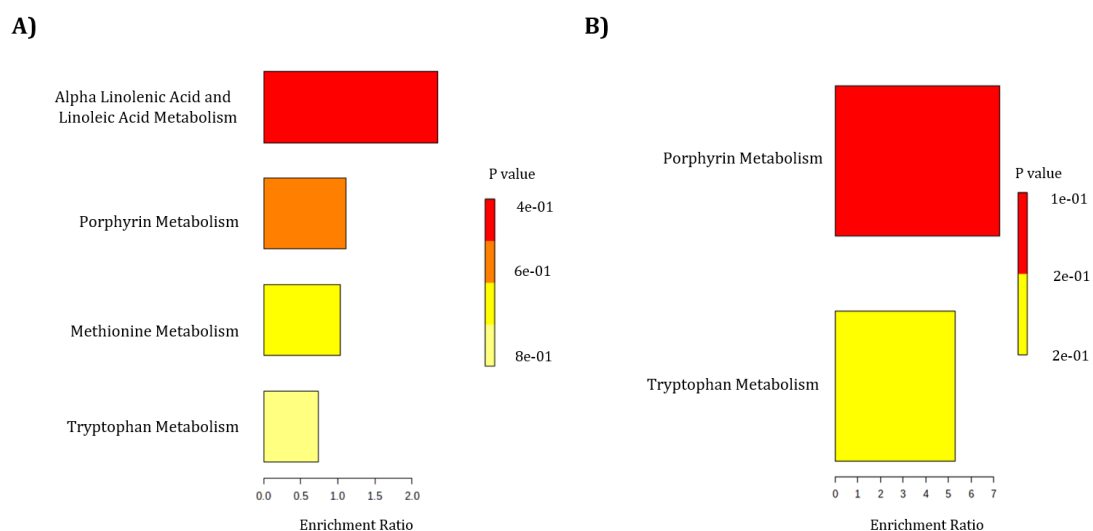 A)
Alpha Linolenic Acid and
Linoleic Acid Metabolism
Porphyrin Metabolism
Methionine Metabolism
Tryptophan Metabolism
P value
4e-01
6e-01
8e-01
0.0 0.5 1.0 1.5 2.0
Enrichment Ratio
B)
Porphyrin Metabolism
Tryptophan Metabolism
P value
1e-01
2e-01
2e-01
0 1 2 3 4 5 6 7
Enrichment Ratio